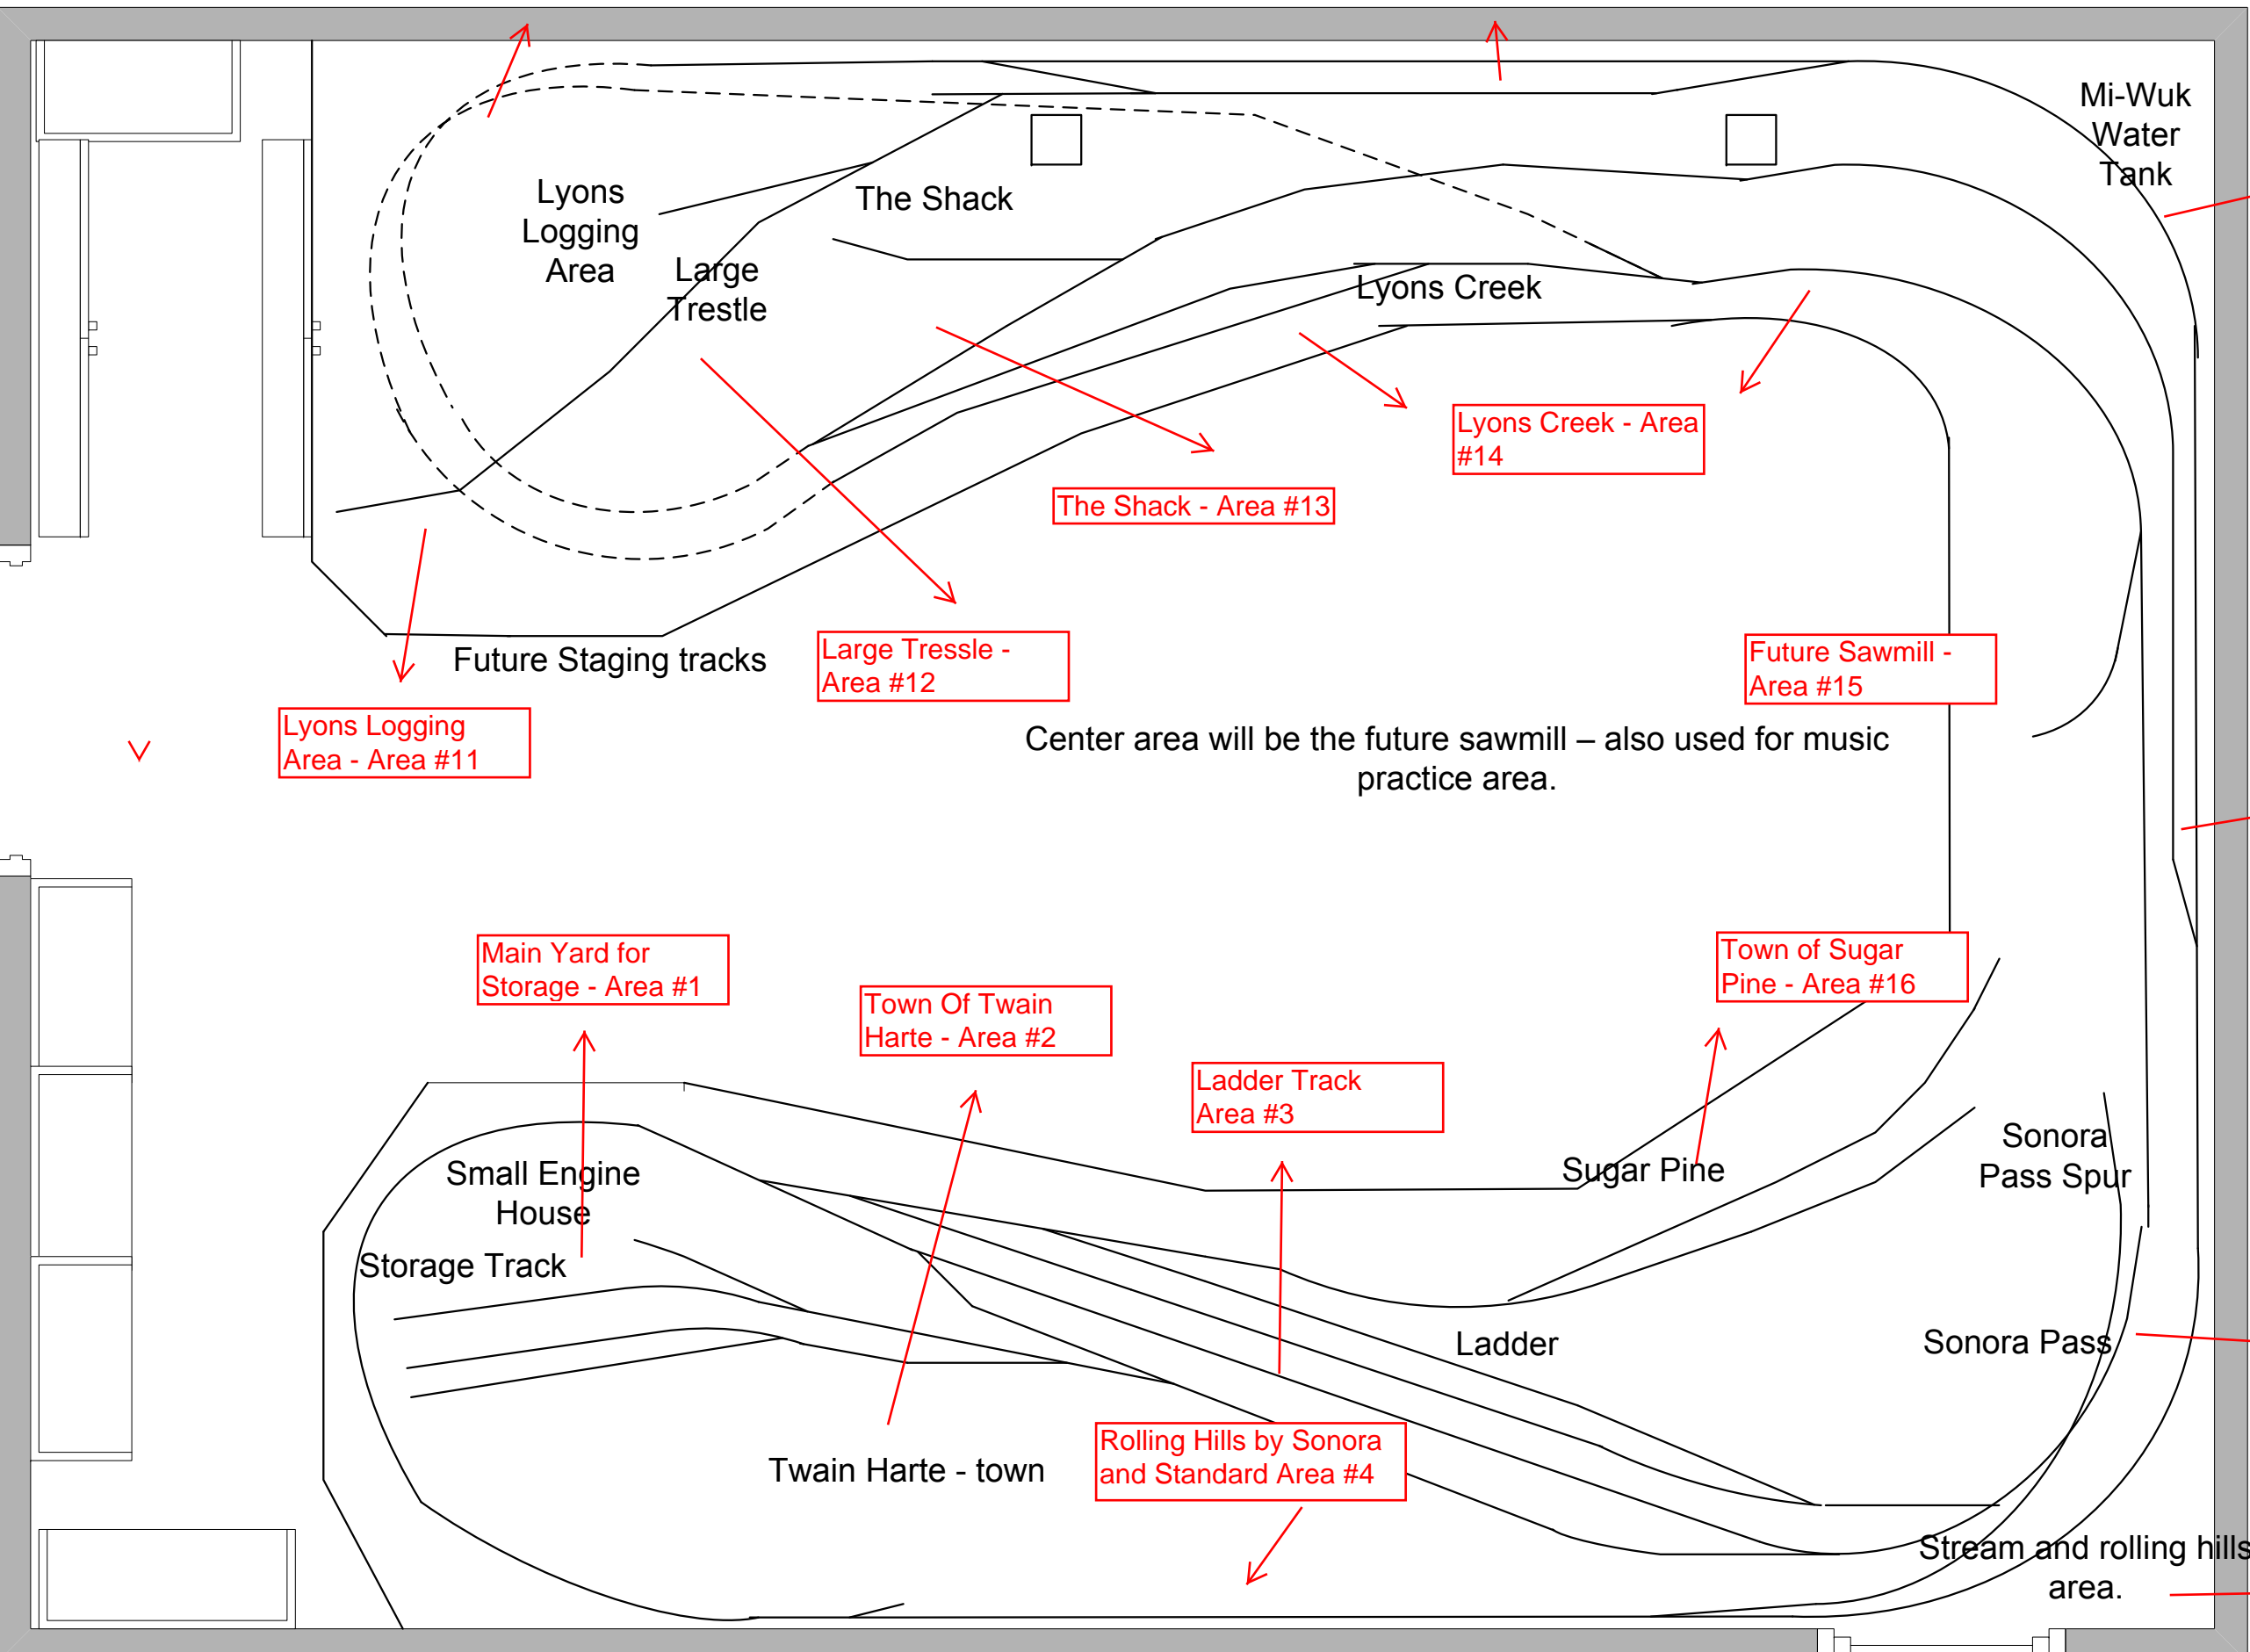 Mi-Wuk
Water
Tank
Lyons
Logging
Area
The Shack
Large
Trestle
Lyons Creek
Lyons Creek - Area
#14
The Shack - Area #13
Future Staging tracks
Large Tressle -
Area #12
Future Sawmill -
Area #15
Lyons Logging
Area - Area #11
Center area will be the future sawmill – also used for music
practice area.
Main Yard for
Storage - Area #1
Town Of Twain
Harte - Area #2
Town of Sugar
Pine - Area #16
Ladder Track
Area #3
Small Engine
House
Sugar Pine
Sonora
Pass Spur
Storage Track
Ladder
Sonora Pass
Rolling Hills by Sonora
and Standard Area #4
Twain Harte - town
Stream and rolling hills
area.